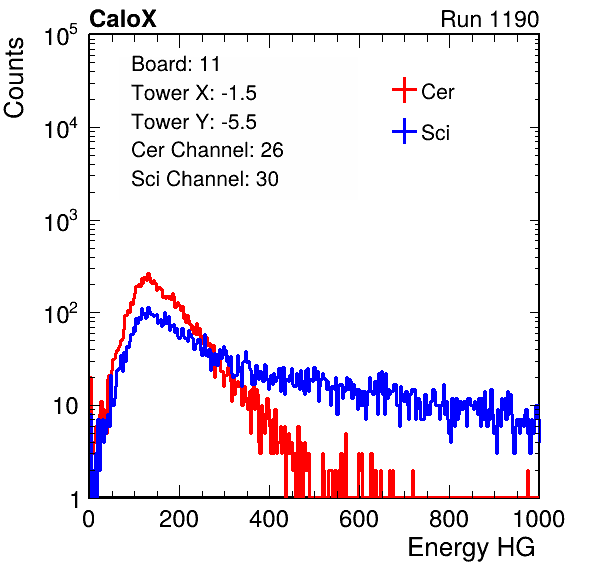 CaloX Run 1190
Counts
10^5
10^4
10^3
10^2
10
1
Board: 11
Tower X: -1.5
Tower Y: -5.5
Cer Channel: 26
Sci Channel: 30
Cer
Sci
0 200 400 600 800 1000
Energy HG